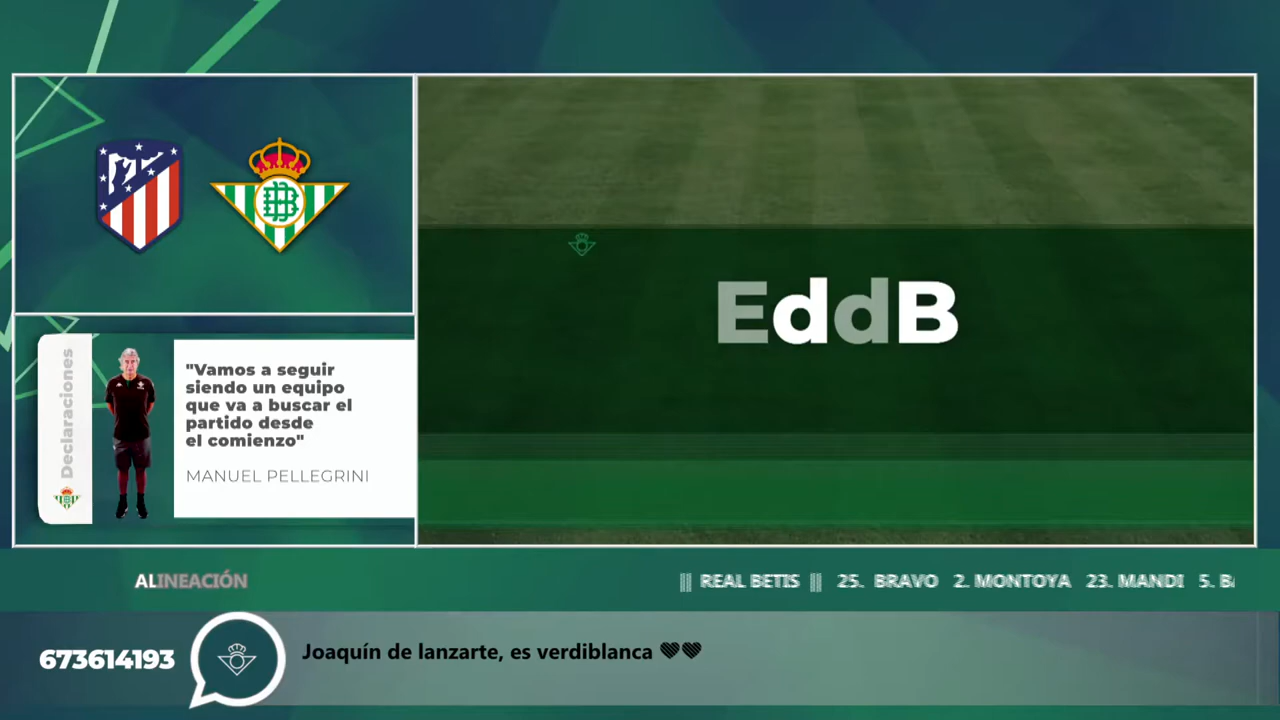 EddB
Declaraciones
"Vamos a seguir
siendo un equipo
que va a buscar el
partido desde
el comienzo"
MANUEL PELLEGRINI
ALINEACIÓN
||| REAL BETIS ||| 25. BRAVO 2. MONTOYA 23. MANDI 5.
673614193
Joaquín de lanzarte, es verdiblanca 🖤🖤